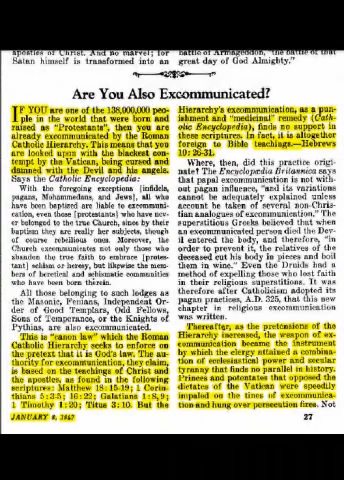 apostles of Christ. And no marvel; for
Satan himself is transformed into an
battle of Armageddon, "the battle of that
great day of God Almighty."
Are You Also Excommunicated?
IF YOU are one of the 138,000,000 peo-
ple in the world that were born and
raised as "Protestants", then you are
already excommunicated by the Roman
Catholic Hierarchy. This means that you
are looked upon with the blackest con-
tempt by the Vatican, being cursed and
damned with the Devil and his angels.
Says the Catholic Encyclopedia:
With the foregoing exceptions [infidels,
pagans, Mohammedans, and Jews], all who
have been baptized are liable to excommuni-
cation, even those [protestants] who have nev-
er belonged to the true Church, since by their
baptism they are really her subjects, though
of course rebellious ones. Moreover, the
Church excommunicates not only those who
abandon the true faith to embrace [protes-
tant] schism or heresy, but likewise the mem-
bers of heretical and schismatic communities
who have been born therein.
All those belonging to such lodges as
the Masonic, Fenians, Independent Or-
der of Good Templars, Odd Fellows,
Sons of Temperance, or the Knights of
Pythias, are also excommunicated.
This is "canon law" which the Roman
Catholic Hierarchy seeks to enforce on
the pretext that it is God's law. The au-
thority for excommunication, they claim,
is based on the teachings of Christ and
the apostles, as found in the following
scriptures: Matthew 18:15-19; 1 Corin-
thians 5:3-5; 16:22; Galatians 1:8,9;
1 Timothy 1:20; Titus 3:10. But the
Hierarchy's excommunication, as a pun-
ishment and "medicinal" remedy (Cath-
olic Encyclopedia), finds no support in
these scriptures. In fact, it is altogether
foreign to Bible teachings.—Hebrews
10:26-31.
Where, then, did this practice origi-
nate? The Encyclopædia Britannica says
that papal excommunication is not with-
out pagan influence, "and its variations
cannot be adequately explained unless
account be taken of several non-Chris-
tian analogues of excommunication." The
superstitious Greeks believed that when
an excommunicated person died the Dev-
il entered the body, and therefore, "in
order to prevent it, the relatives of the
deceased cut his body in pieces and boil
them in wine." Even the Druids had a
method of expelling those who lost faith
in their religious superstitions. It was
therefore after Catholicism adopted its
pagan practices, A.D. 325, that this new
chapter in religious excommunication
was written.
Thereafter, as the pretensions of the
Hierarchy increased, the weapon of ex-
communication became the instrument
by which the clergy attained a combina-
tion of ecclesiastical power and secular
tyranny that finds no parallel in history.
Princes and potentates that opposed the
dictates of the Vatican were speedily
impaled on the tines of excommunica-
tion and hung over persecution fires. Not
JANUARY 8, 1947
27